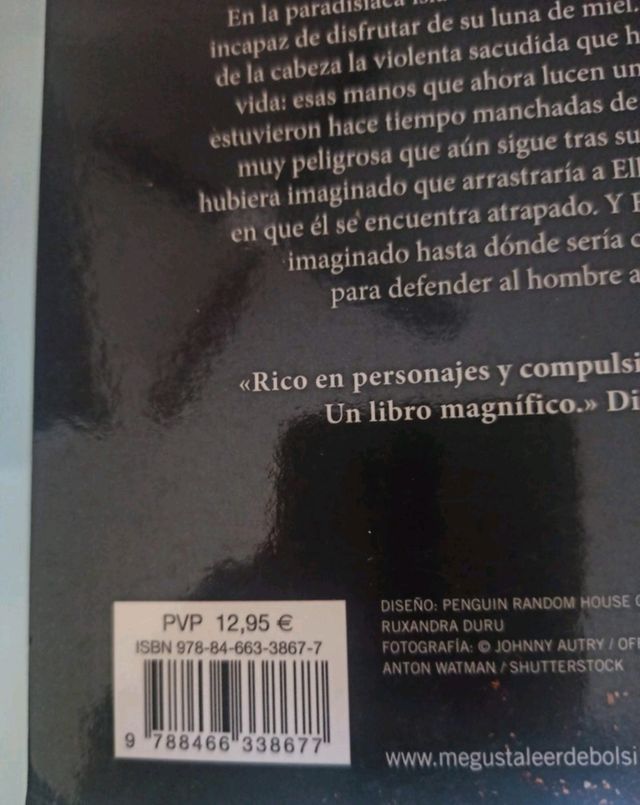 En la paradisíaca
incapaz de disfrutar de su luna de miel.
de la cabeza la violenta sacudida que h
vida: esas manos que ahora lucen un
estuvieron hace tiempo manchadas de
muy peligrosa que aún sigue tras su
hubiera imaginado que arrastraría a Ell
en que él se encuentra atrapado. Y
imaginado hasta dónde sería c
para defender al hombre a
«Rico en personajes y compulsi
Un libro magnífico.» Di
PVP 12,95 €
ISBN 978-84-663-3867-7
9 788466 338677
DISEÑO: PENGUIN RANDOM HOUSE
RUXANDRA DURU
FOTOGRAFÍA: © JOHNNY AUTRY / OFF
ANTON WATMAN / SHUTTERSTOCK
www.megustaleerdebolsi